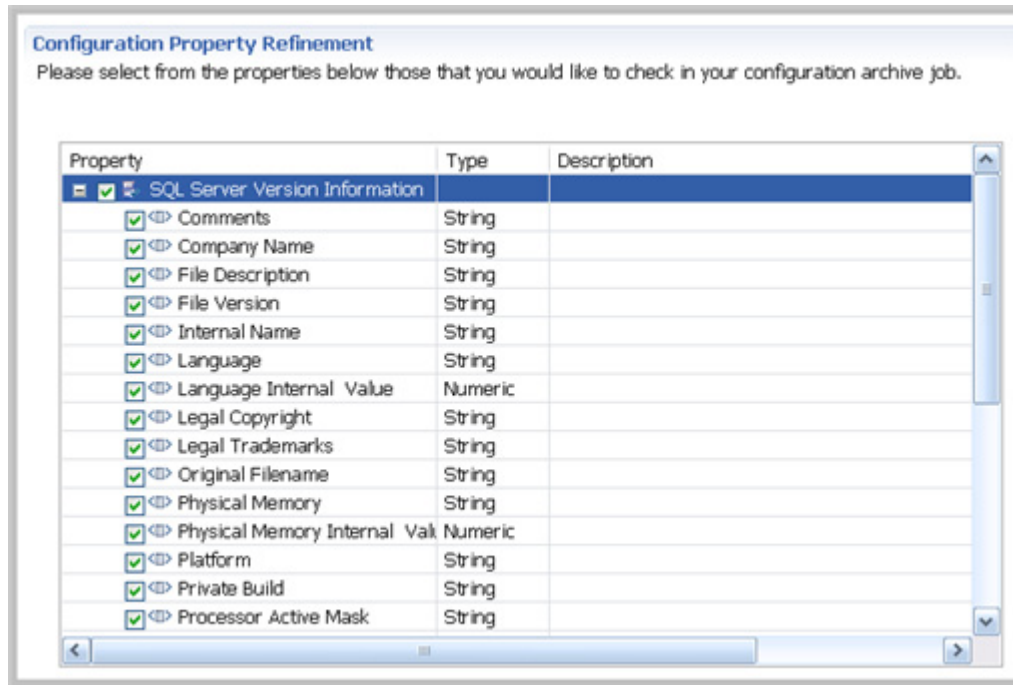 Configuration Property Refinement
Please select from the properties below those that you would like to check in your configuration archive job.
Property Type Description
SQL Server Version Information
Comments String
Company Name String
File Description String
File Version String
Internal Name String
Language String
Language Internal Value Numeric
Legal Copyright String
Legal Trademarks String
Original Filename String
Physical Memory String
Physical Memory Internal Valu Numeric
Platform String
Private Build String
Processor Active Mask String